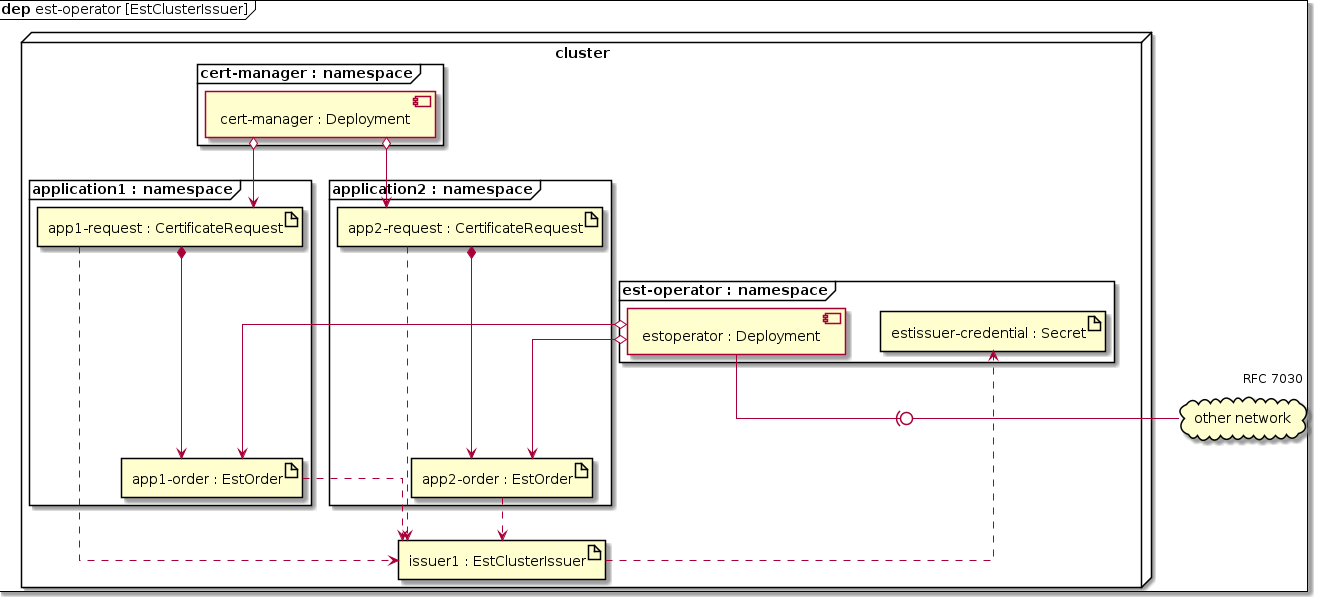 dep est-operator [EstClusterIssuer]
cluster
cert-manager : namespace
cert-manager : Deployment
application1 : namespace
application2 : namespace
app1-request : CertificateRequest
app2-request : CertificateRequest
est-operator : namespace
estoperator : Deployment
estissuer-credential : Secret
RFC 7030
other network
app1-order : EstOrder
app2-order : EstOrder
issuer1 : EstClusterIssuer